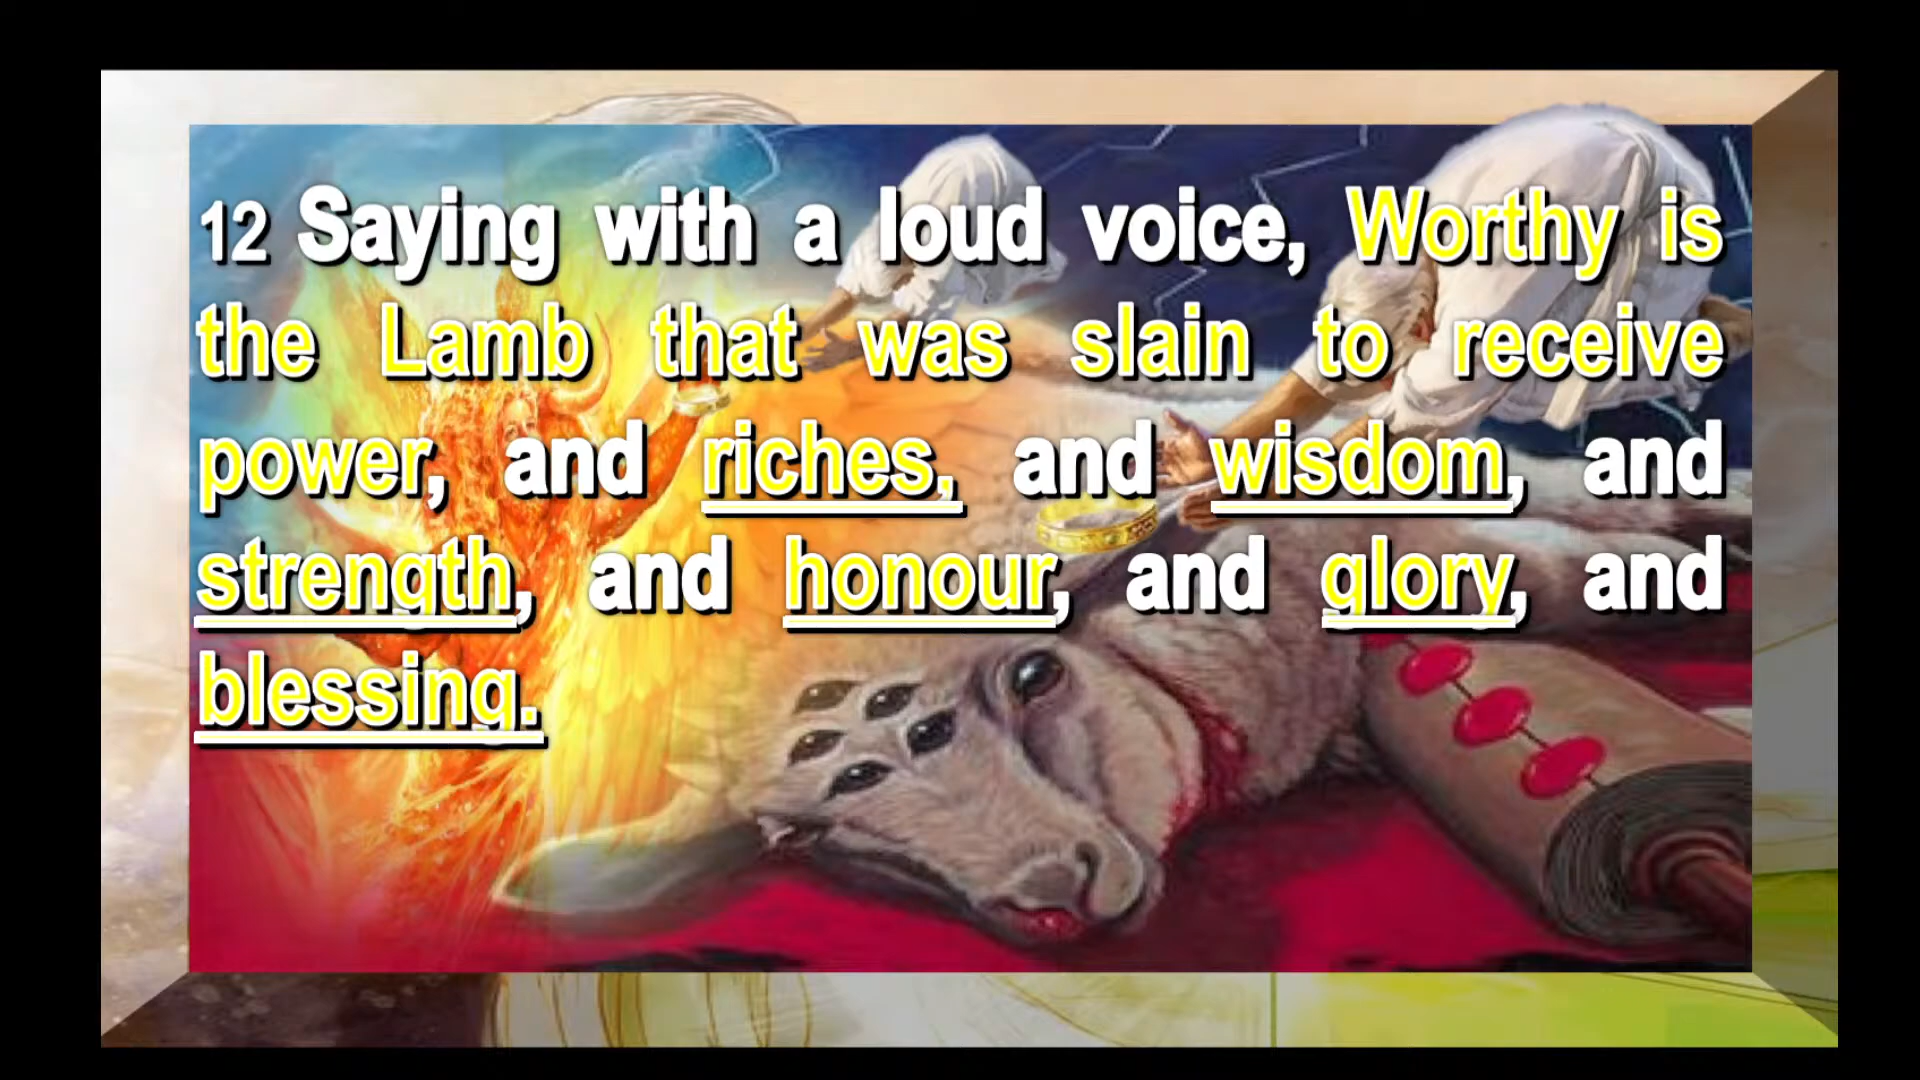 12 Saying with a loud voice, Worthy is
the Lamb that was slain to receive
power, and riches, and wisdom, and
strength, and honour, and glory, and
blessing.